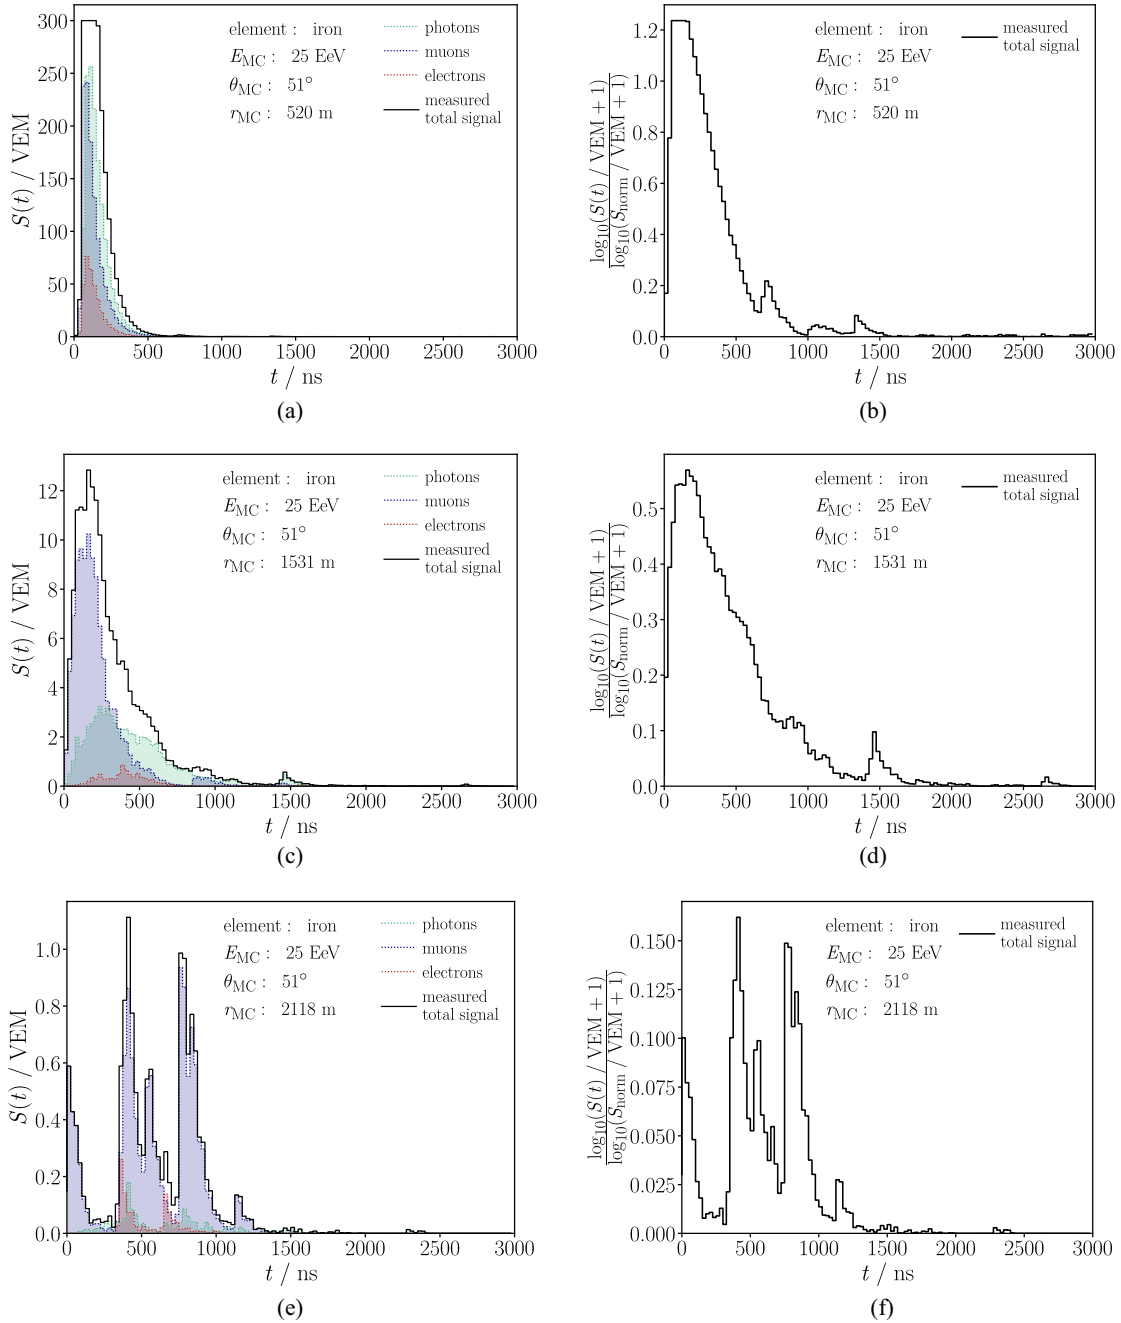 300
250
200
150
100
50
0
S(t) / VEM
element : iron
E_MC : 25 EeV
θ_MC : 51°
r_MC : 520 m
photons
muons
electrons
measured
total signal
0 500 1000 1500 2000 2500 3000
t / ns
(a)
1.2
1.0
0.8
0.6
0.4
0.2
0.0
log₁₀(S(t) / VEM + 1)
log₁₀(S_norm / VEM + 1)
element : iron
E_MC : 25 EeV
θ_MC : 51°
r_MC : 520 m
measured
total signal
0 500 1000 1500 2000 2500 3000
t / ns
(b)
12
10
8
6
4
2
0
S(t) / VEM
element : iron
E_MC : 25 EeV
θ_MC : 51°
r_MC : 1531 m
photons
muons
electrons
measured
total signal
0 500 1000 1500 2000 2500 3000
t / ns
(c)
0.5
0.4
0.3
0.2
0.1
0.0
log₁₀(S(t) / VEM + 1)
log₁₀(S_norm / VEM + 1)
element : iron
E_MC : 25 EeV
θ_MC : 51°
r_MC : 1531 m
measured
total signal
0 500 1000 1500 2000 2500 3000
t / ns
(d)
1.0
0.8
0.6
0.4
0.2
0.0
S(t) / VEM
element : iron
E_MC : 25 EeV
θ_MC : 51°
r_MC : 2118 m
photons
muons
electrons
measured
total signal
0 500 1000 1500 2000 2500 3000
t / ns
(e)
0.150
0.125
0.100
0.075
0.050
0.025
0.000
log₁₀(S(t) / VEM + 1)
log₁₀(S_norm / VEM + 1)
element : iron
E_MC : 25 EeV
θ_MC : 51°
r_MC : 2118 m
measured
total signal
0 500 1000 1500 2000 2500 3000
t / ns
(f)